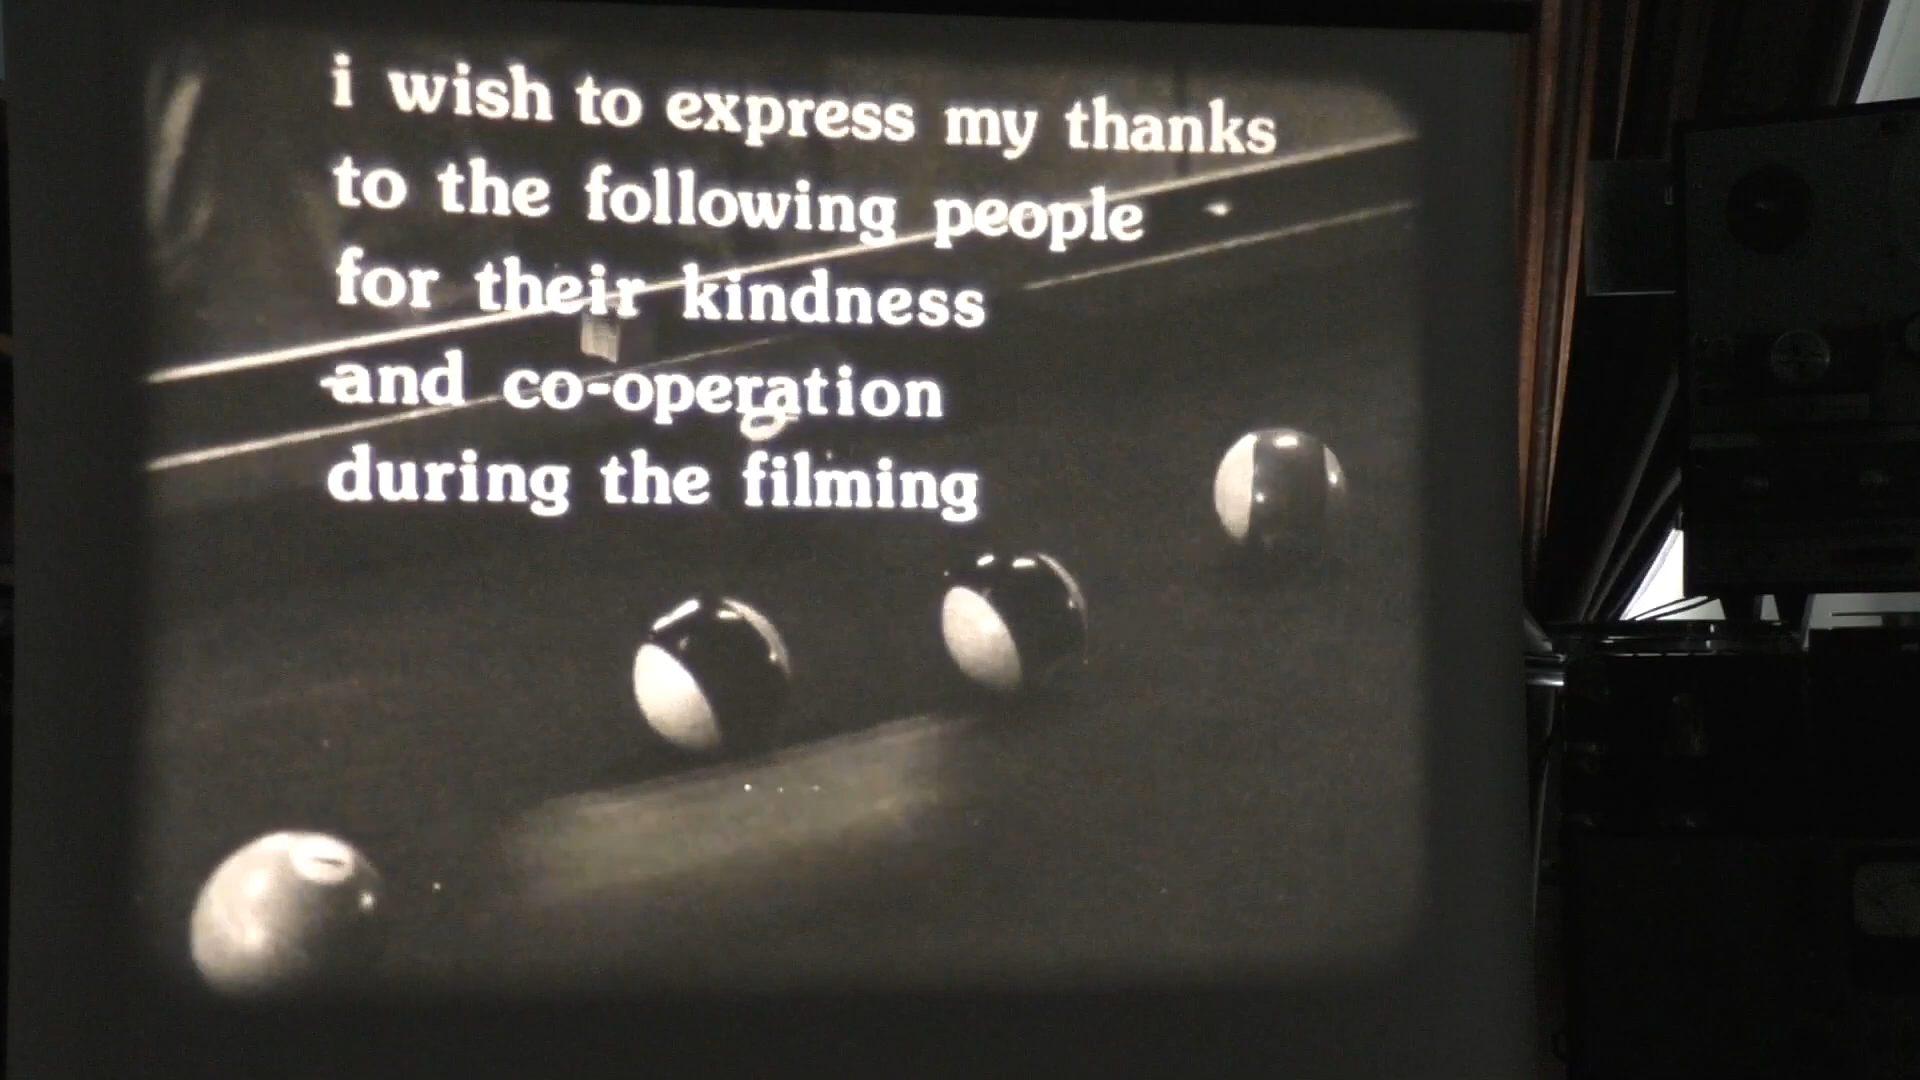 i wish to express my thanks
to the following people
for their kindness
and co-operation
during the filming